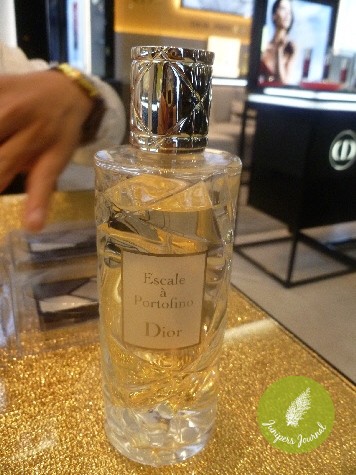 Escale
à
Portofino
Dior
Junipers Journal